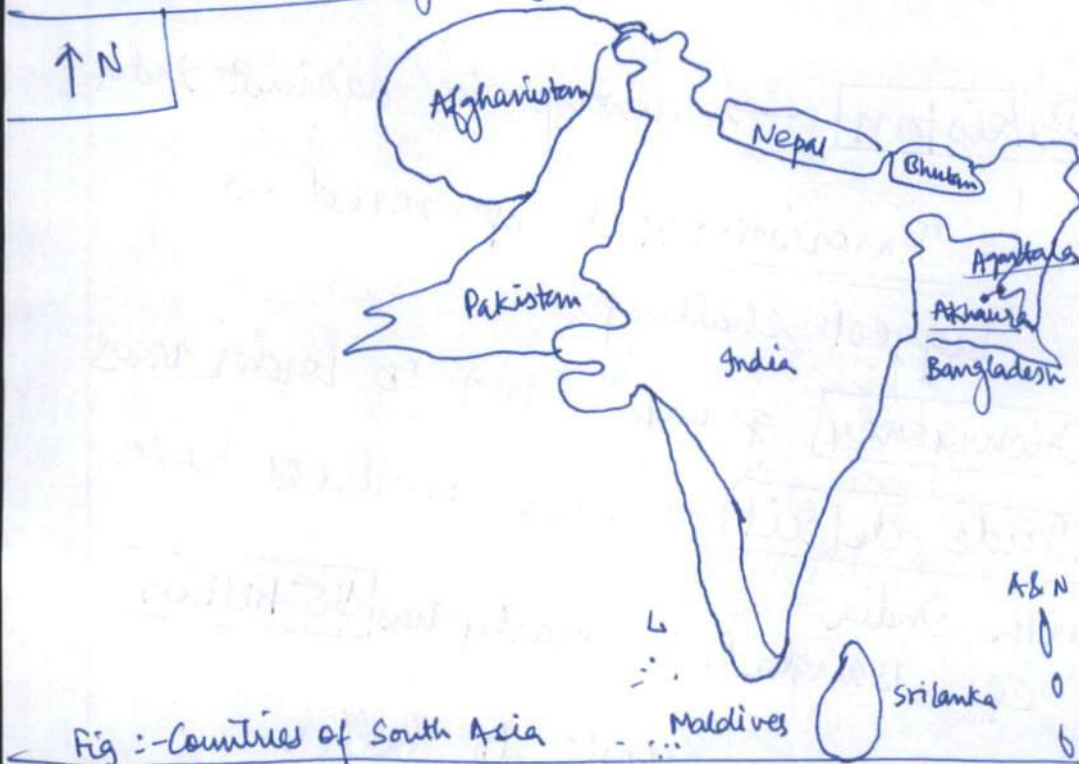 ↑ N
Afghanistan
Nepal
Bhutan
Agartala
Pakistan
Akhaura
India
Bangladesh
A & N
L
Srilanka
Maldives
Fig :- Countries of South Asia